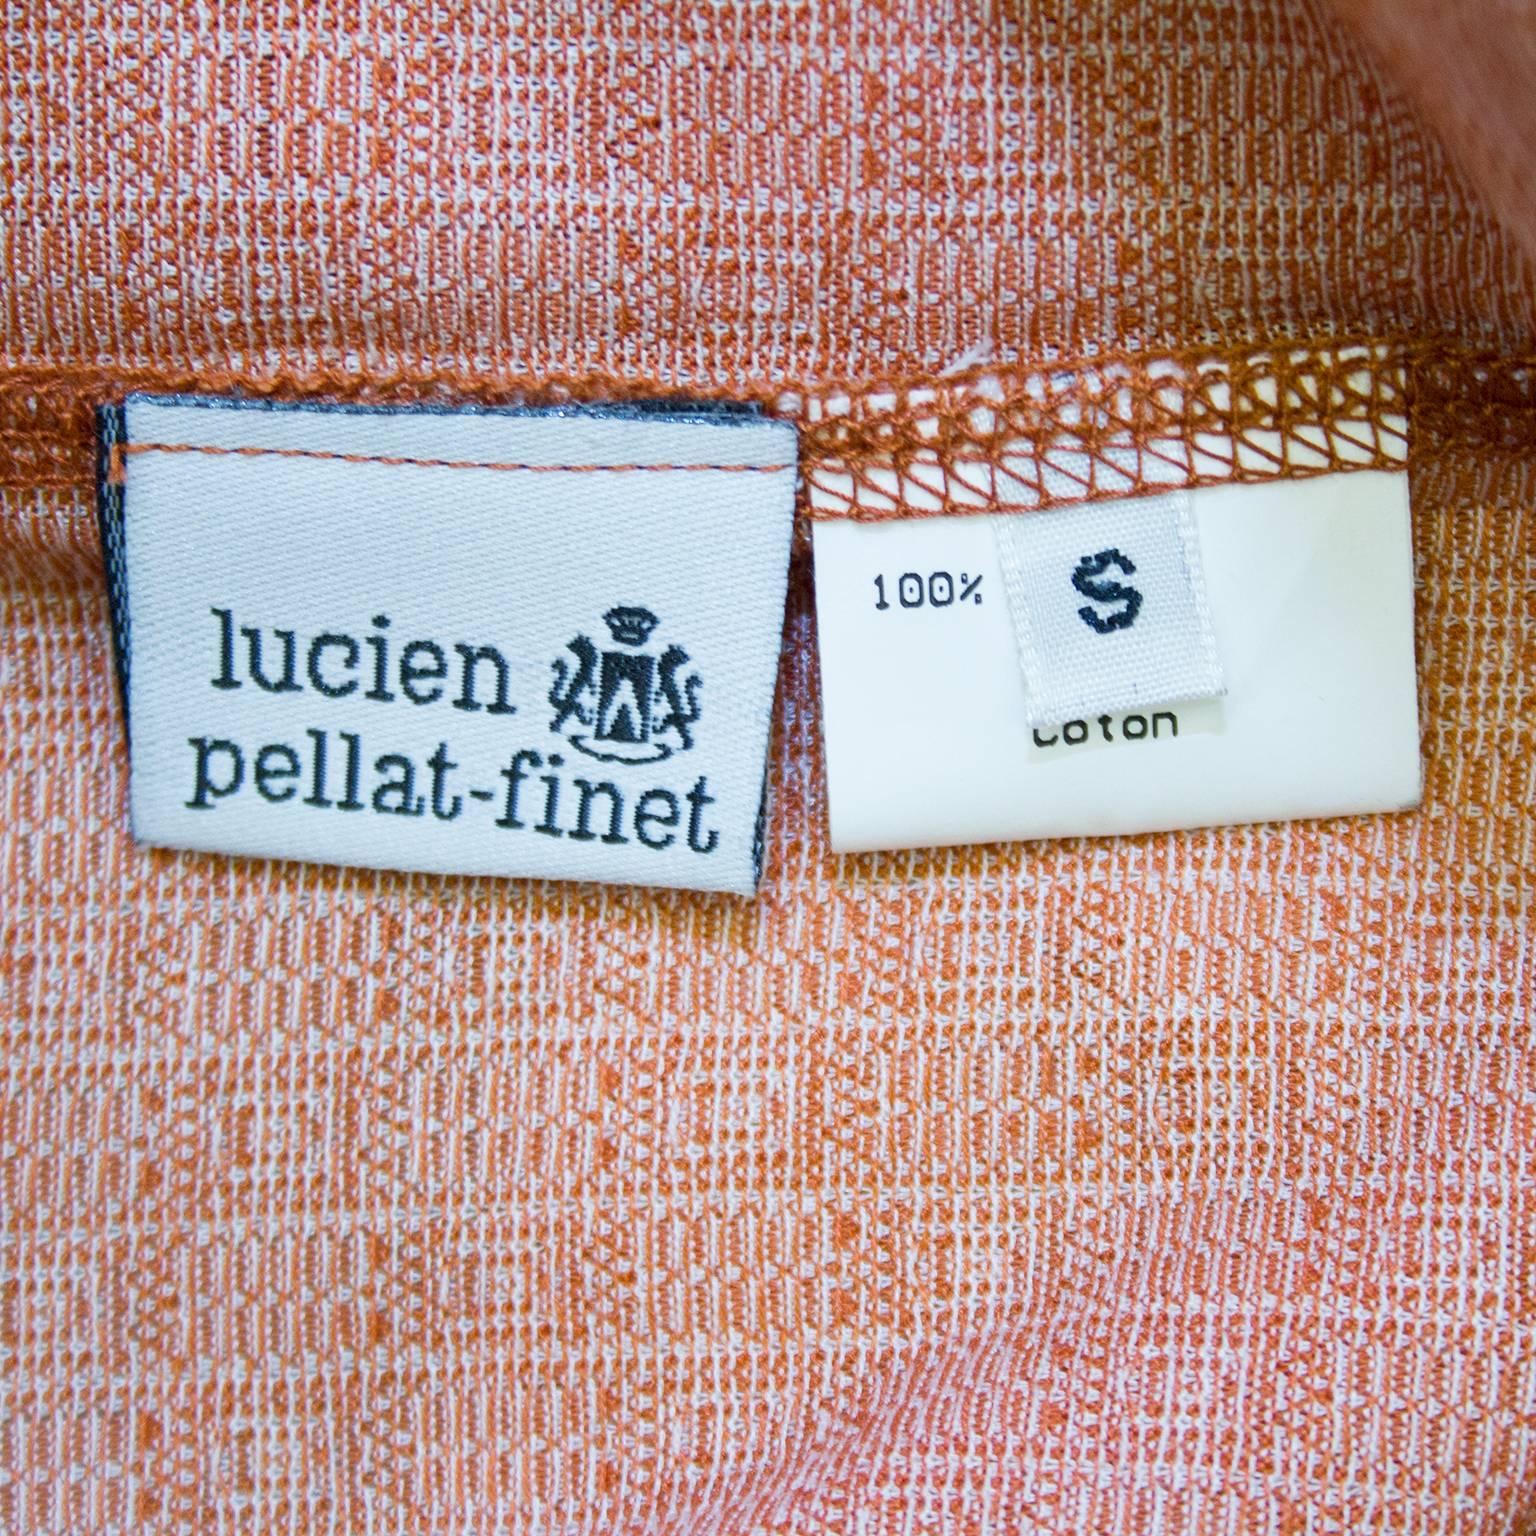 lucien
pellat-finet
100%
S
Coton